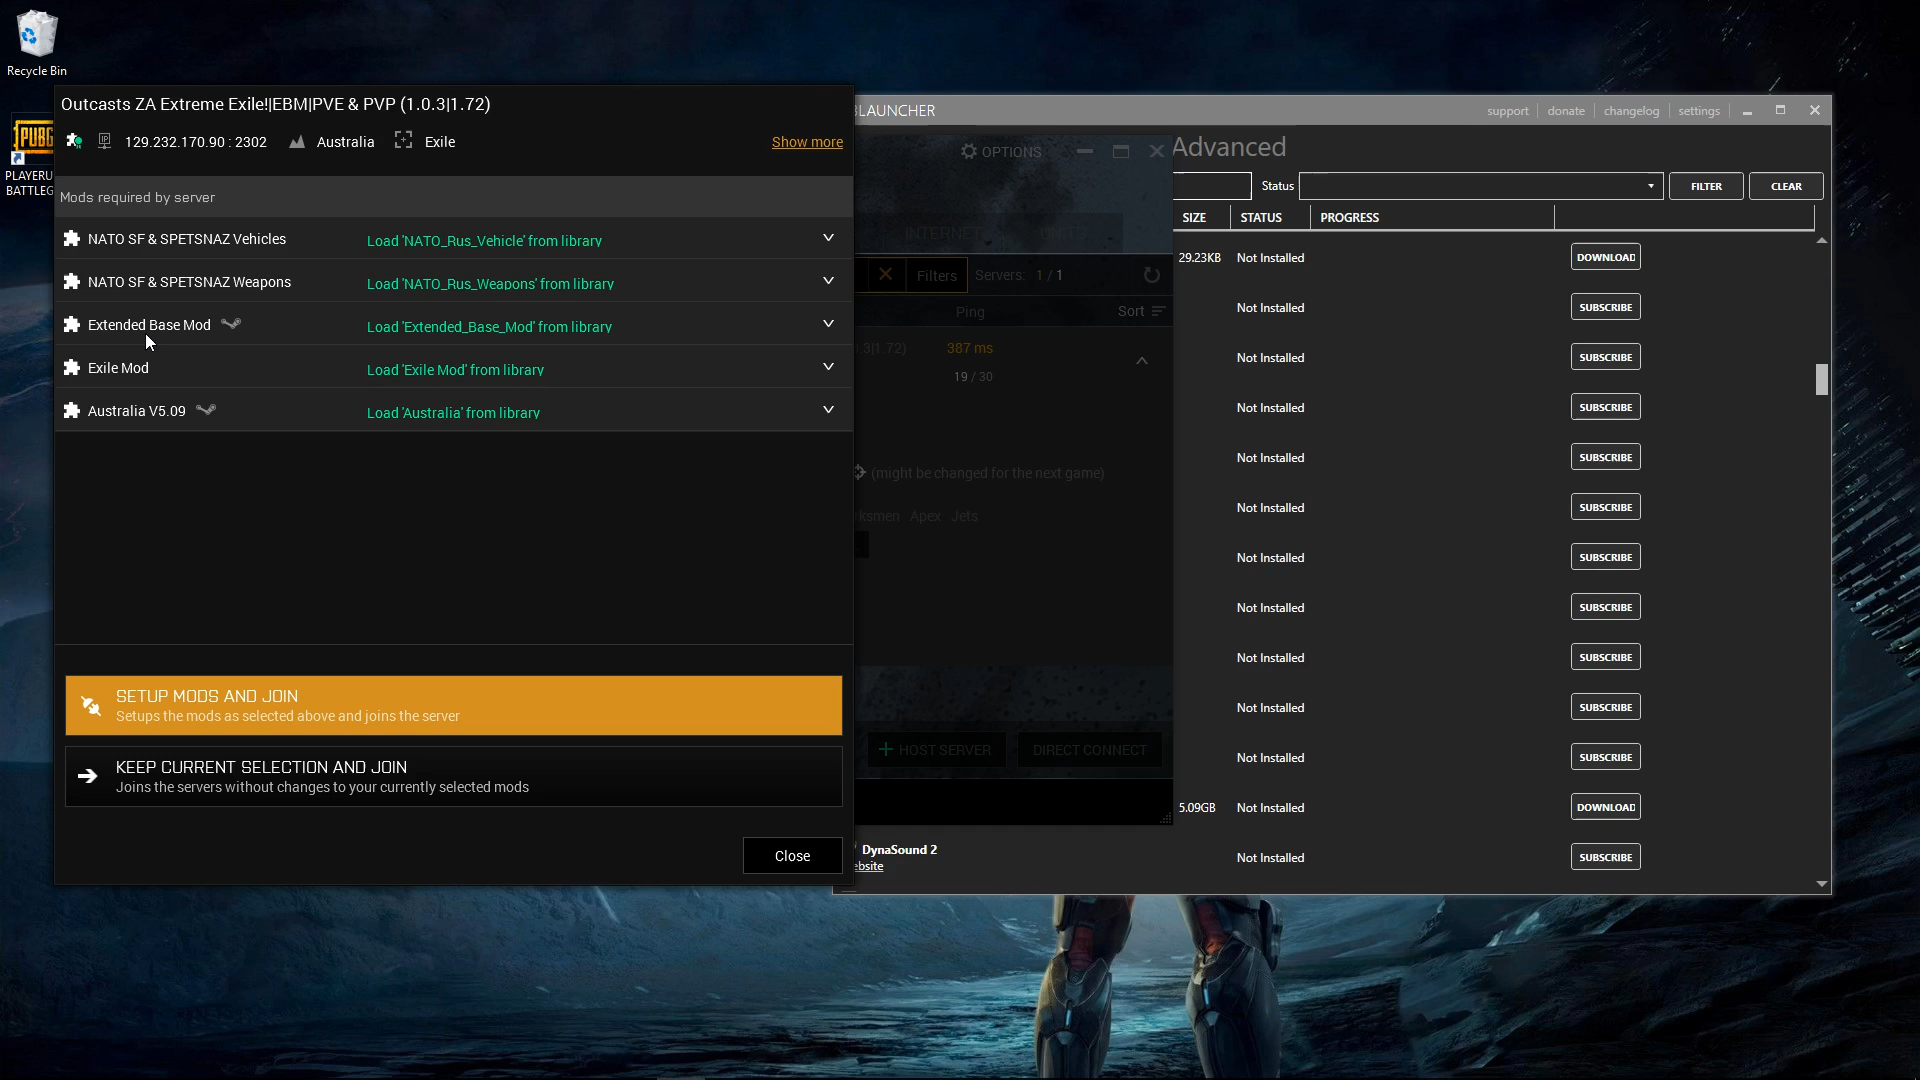 Recycle Bin
PUBG
PLAYERU
BATTLEG
Outcasts ZA Extreme Exile!|EBM|PVE & PVP (1.0.3|1.72)
129.232.170.90 : 2302
Australia
Exile
Show more
Mods required by server
NATO SF & SPETSNAZ Vehicles
Load 'NATO_Rus_Vehicle' from library
NATO SF & SPETSNAZ Weapons
Load 'NATO_Rus_Weapons' from library
Extended Base Mod
Load 'Extended_Base_Mod' from library
Exile Mod
Load 'Exile Mod' from library
Australia V5.09
Load 'Australia' from library
SETUP MODS AND JOIN
Setups the mods as selected above and joins the server
KEEP CURRENT SELECTION AND JOIN
Joins the servers without changes to your currently selected mods
Close
OPTIONS
INTERNET
UNITS
Filters
Servers: 1 / 1
Ping
Sort
.3|1.72)
387 ms
19 / 30
(might be changed for the next game)
rksmen Apex Jets
HOST SERVER
DIRECT CONNECT
LAUNCHER
support
donate
changelog
settings
Advanced
Status
FILTER
CLEAR
SIZE
STATUS
PROGRESS
29.23KB
Not Installed
DOWNLOAD
Not Installed
SUBSCRIBE
Not Installed
SUBSCRIBE
Not Installed
SUBSCRIBE
Not Installed
SUBSCRIBE
Not Installed
SUBSCRIBE
Not Installed
SUBSCRIBE
Not Installed
SUBSCRIBE
Not Installed
SUBSCRIBE
Not Installed
SUBSCRIBE
Not Installed
SUBSCRIBE
5.09GB
Not Installed
DOWNLOAD
DynaSound 2
ebsite
Not Installed
SUBSCRIBE